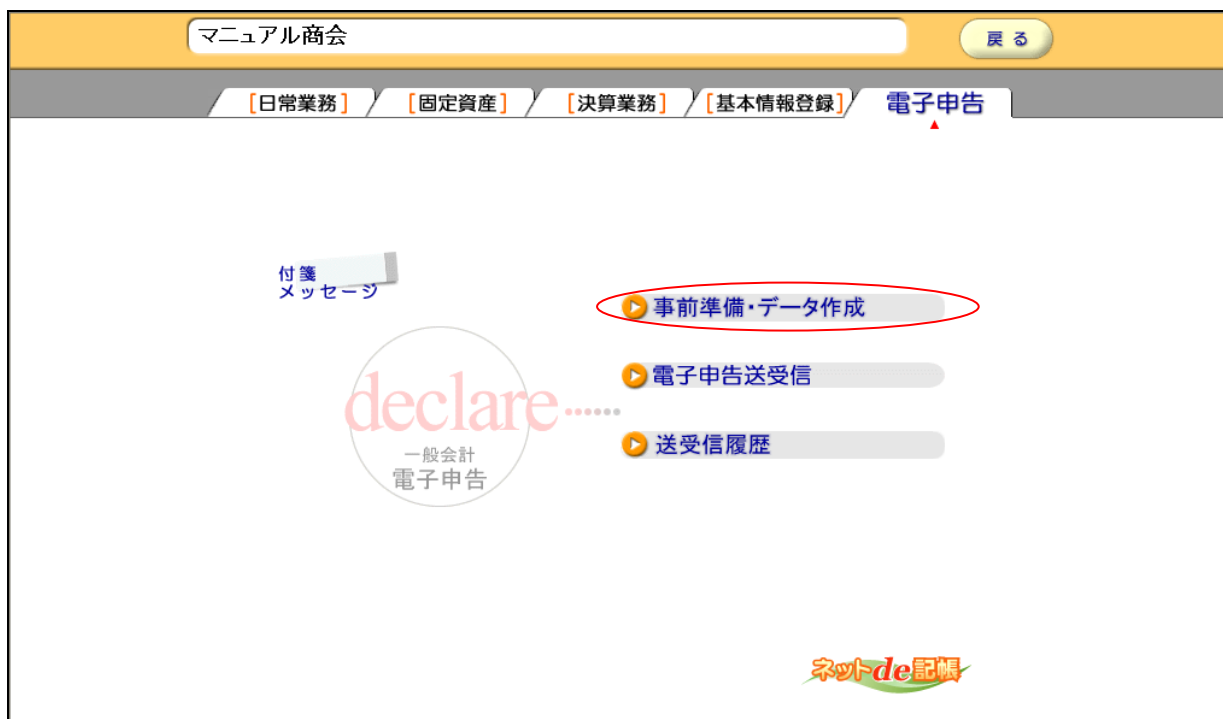 マニュアル商会
戻る
[日常業務] [固定資産] [決算業務] [基本情報登録] 電子申告
付箋
メッセージ
事前準備・データ作成
電子申告送受信
送受信履歴
declare
一般会計
電子申告
ネットde記帳